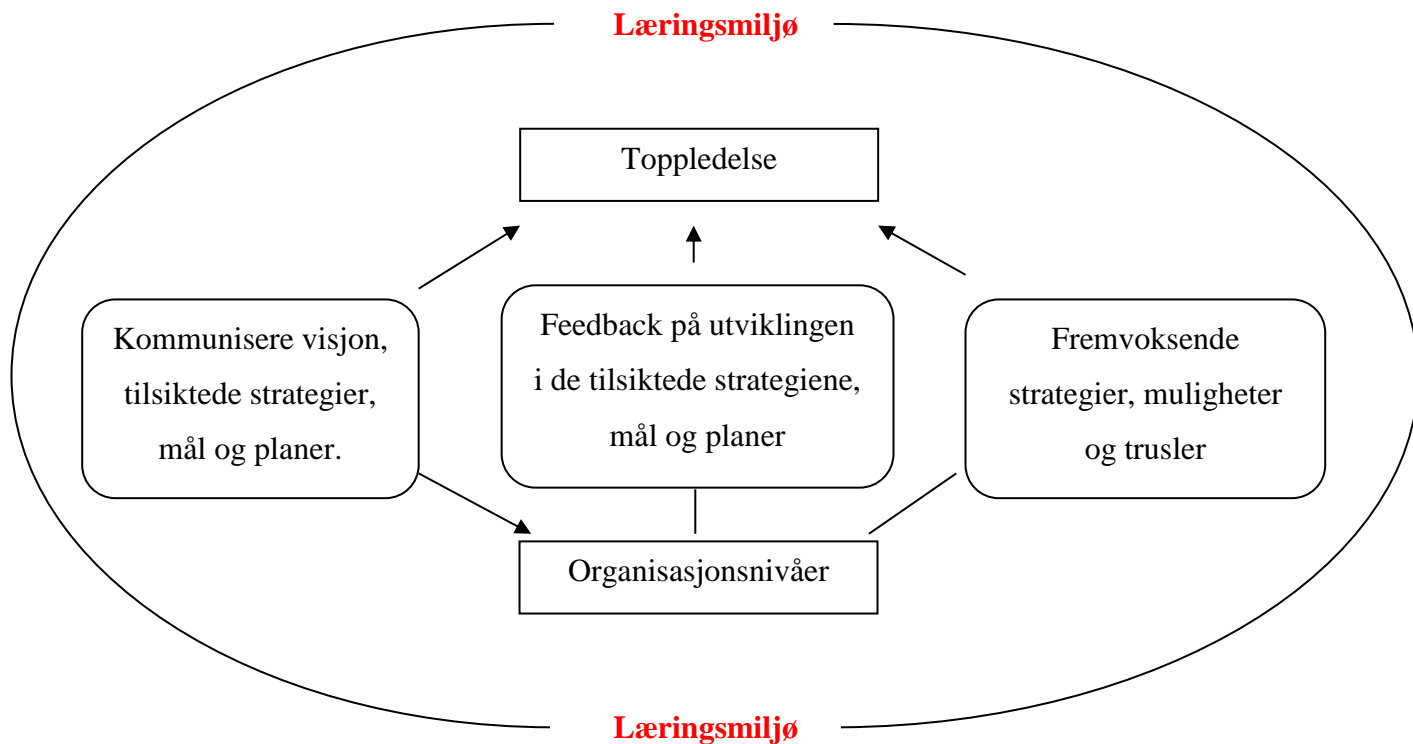 Læringsmiljø
Toppledelse
Kommunisere visjon,
tilsiktede strategier,
mål og planer.
Feedback på utviklingen
i de tilsiktede strategiene,
mål og planer
Fremvoksende
strategier, muligheter
og trusler
Organisasjonsnivåer
Læringsmiljø